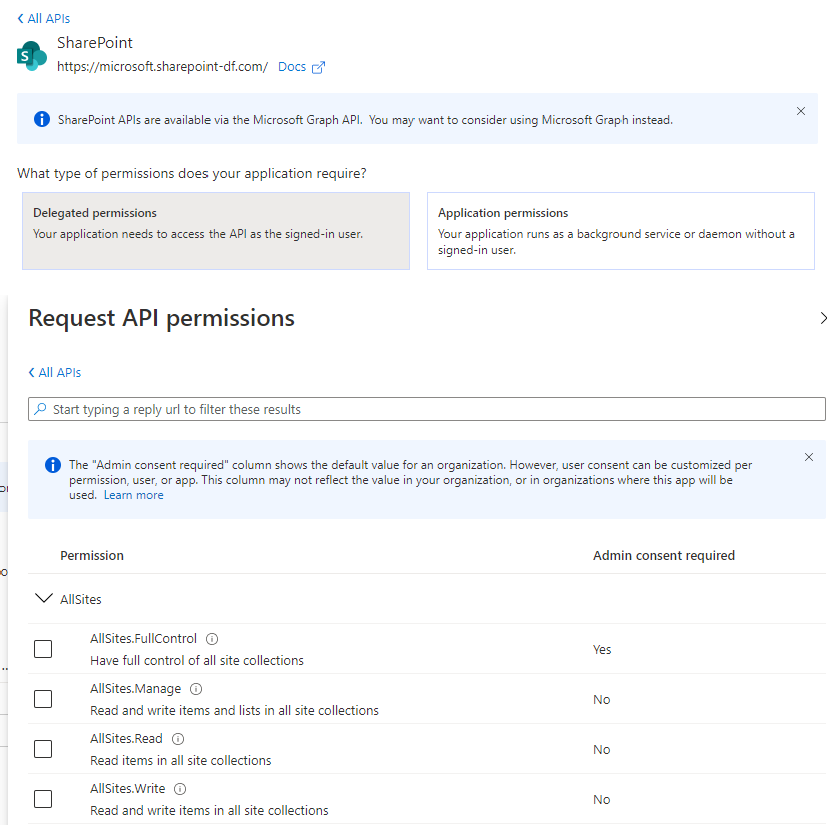 All APIs
SharePoint
S
https://microsoft.sharepoint-df.com/ Docs
SharePoint APIs are available via the Microsoft Graph API. You may want to consider using Microsoft Graph instead.
What type of permissions does your application require?
Delegated permissions
Your application needs to access the API as the signed-in user.
Application permissions
Your application runs as a background service or daemon without a
signed-in user.
Request API permissions
All APIs
Start typing a reply url to filter these results
The "Admin consent required" column shows the default value for an organization. However, user consent can be customized per
permission, user, or app. This column may not reflect the value in your organization, or in organizations where this app will be
used. Learn more
Permission Admin consent required
AllSites
AllSites.FullControl
Have full control of all site collections
Yes
AllSites.Manage
Read and write items and lists in all site collections
No
AllSites.Read
Read items in all site collections
No
AllSites.Write
Read and write items in all site collections
No